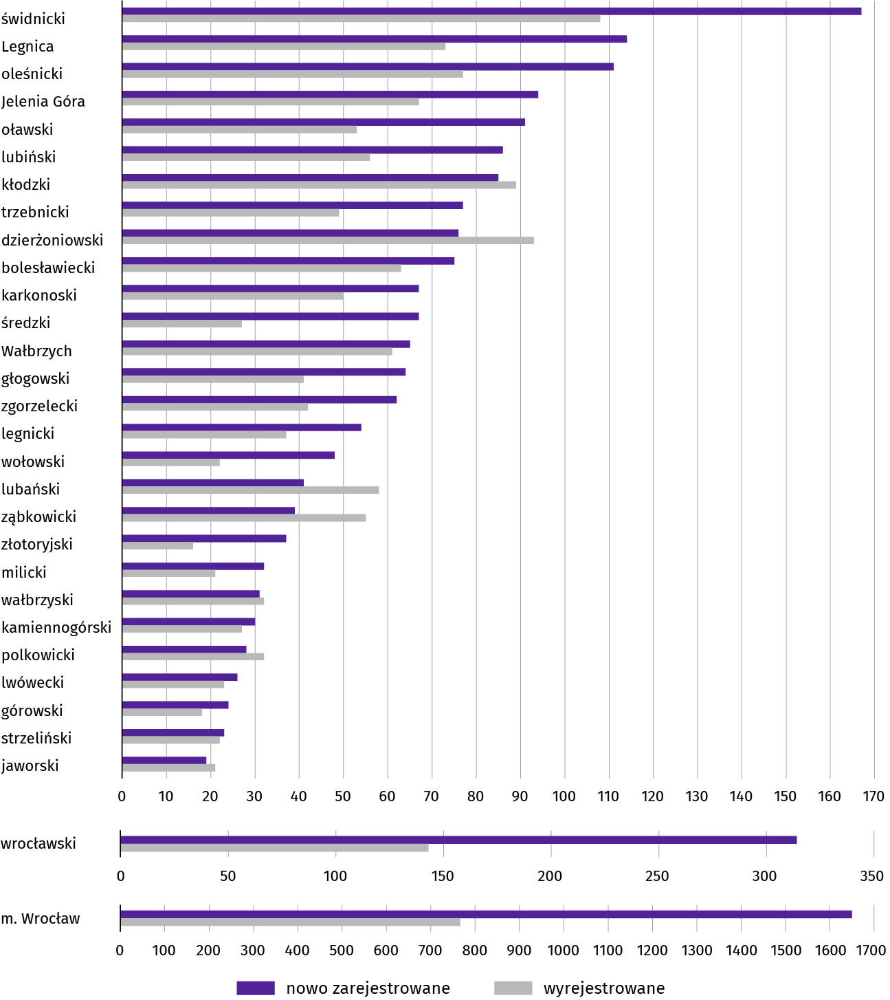 świdnicki
Legnica
oleśnicki
Jelenia Góra
oławski
lubiński
kłodzki
trzebnicki
dzierżoniowski
bolesławiecki
karkonoski
średzki
Wałbrzych
głogowski
zgorzelecki
legnicki
wołowski
lubański
ząbkowicki
złotoryjski
milicki
wałbrzyski
kamiennogórski
polkowicki
lwówecki
górowski
strzeliński
jaworski
0 10 20 30 40 50 60 70 80 90 100 110 120 130 140 150 160 170
wrocławski
0 50 100 150 200 250 300 350
m. Wrocław
0 100 200 300 400 500 600 700 800 900 1000 1100 1200 1300 1400 1500 1600 1700
nowo zarejestrowane wyrejestrowane